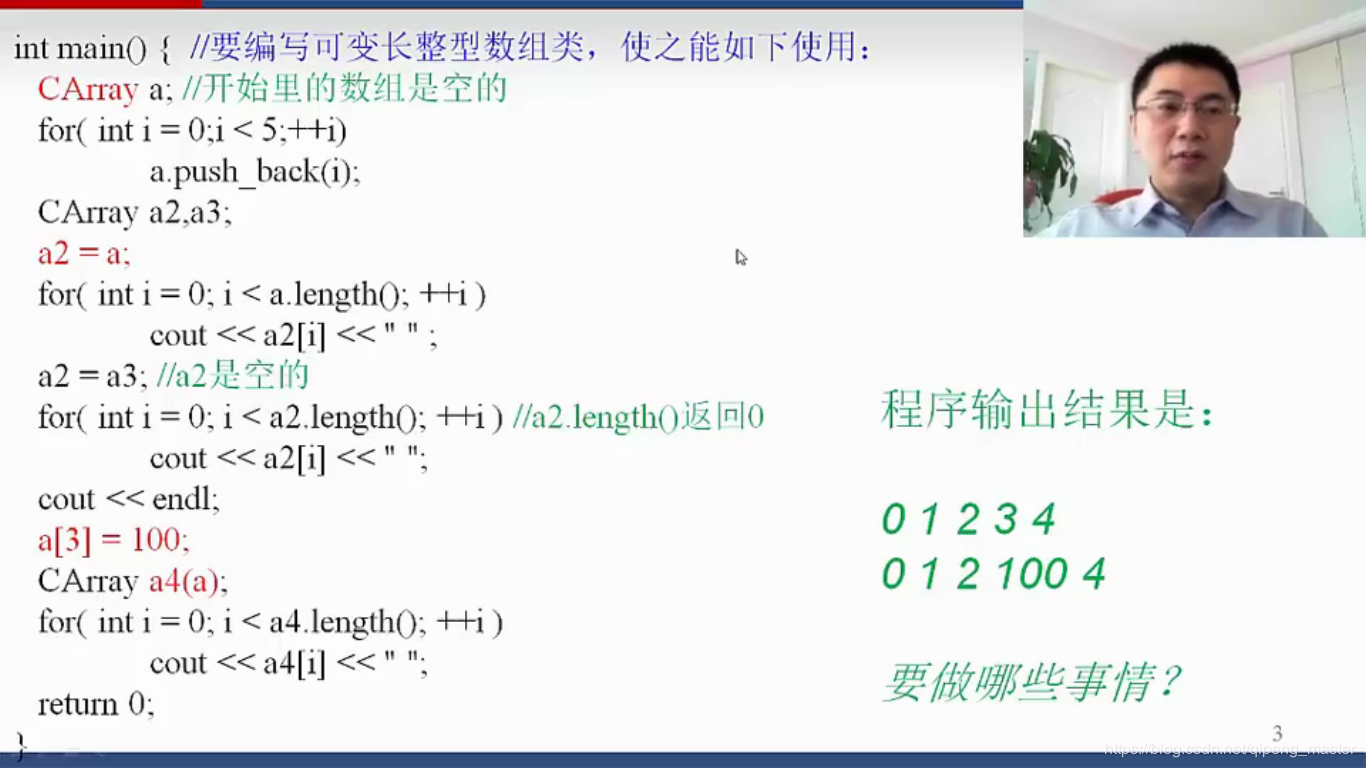 int main() { //要编写可变长整型数组类，使之能如下使用：
CArray a; //开始里的数组是空的
for( int i = 0;i < 5;++i)
a.push_back(i);
CArray a2,a3;
a2 = a;
for( int i = 0; i < a.length(); ++i )
cout << a2[i] << " " ;
a2 = a3; //a2是空的
for( int i = 0; i < a2.length(); ++i ) //a2.length()返回0
cout << a2[i] << " ";
cout << endl;
a[3] = 100;
CArray a4(a);
for( int i = 0; i < a4.length(); ++i )
cout << a4[i] << " ";
return 0;
}
程序输出结果是：
0 1 2 3 4
0 1 2 100 4
要做哪些事情？
3
https://blog.csdn.net/qipeng_master